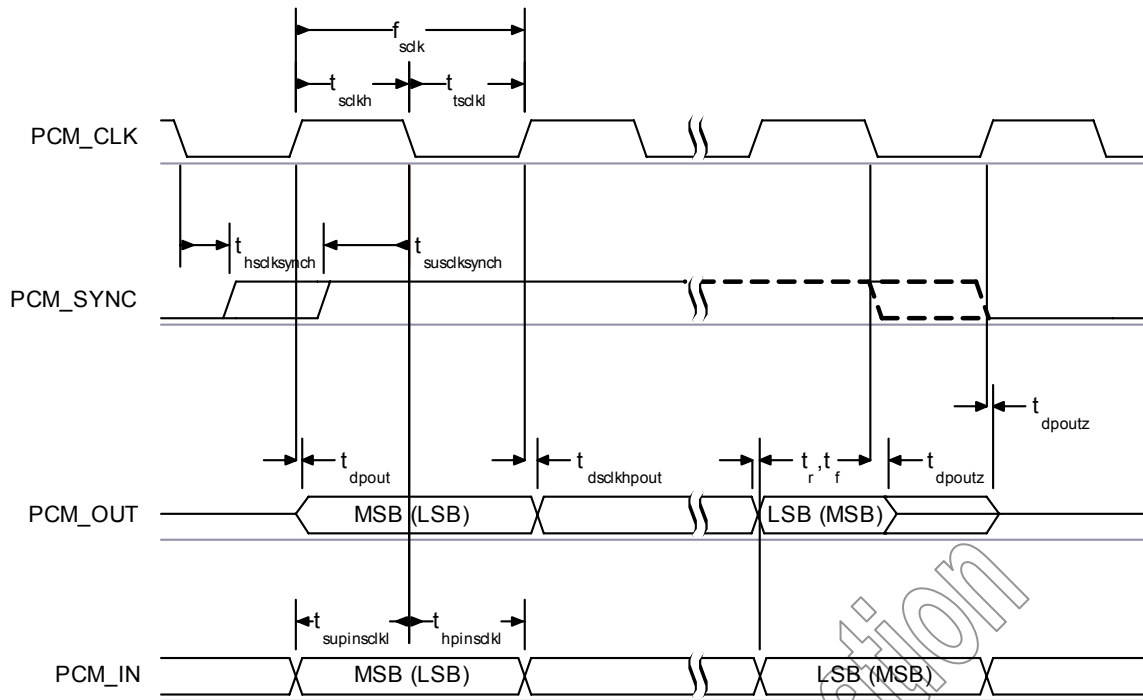 f sclk
t sclkh
t tsclkl
PCM_CLK
t hsclksynch
t susclksynch
PCM_SYNC
t dpoutz
t dpout
t dsclkhpout
t r ,t f
t dpoutz
PCM_OUT
MSB (LSB)
LSB (MSB)
t supinsclkl
t hpinsclkl
PCM_IN
MSB (LSB)
LSB (MSB)
ation